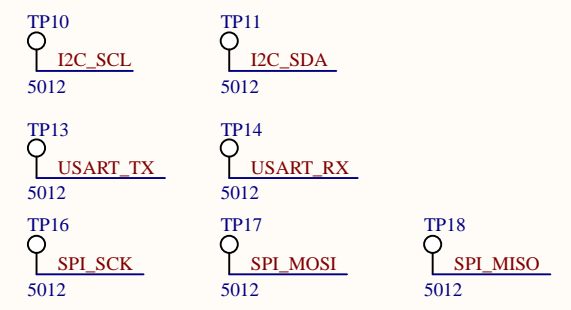 TP10 TP11
I2C_SCL I2C_SDA
5012 5012
TP13 TP14
USART_TX USART_RX
5012 5012
TP16 TP17 TP18
SPI_SCK SPI_MOSI SPI_MISO
5012 5012 5012